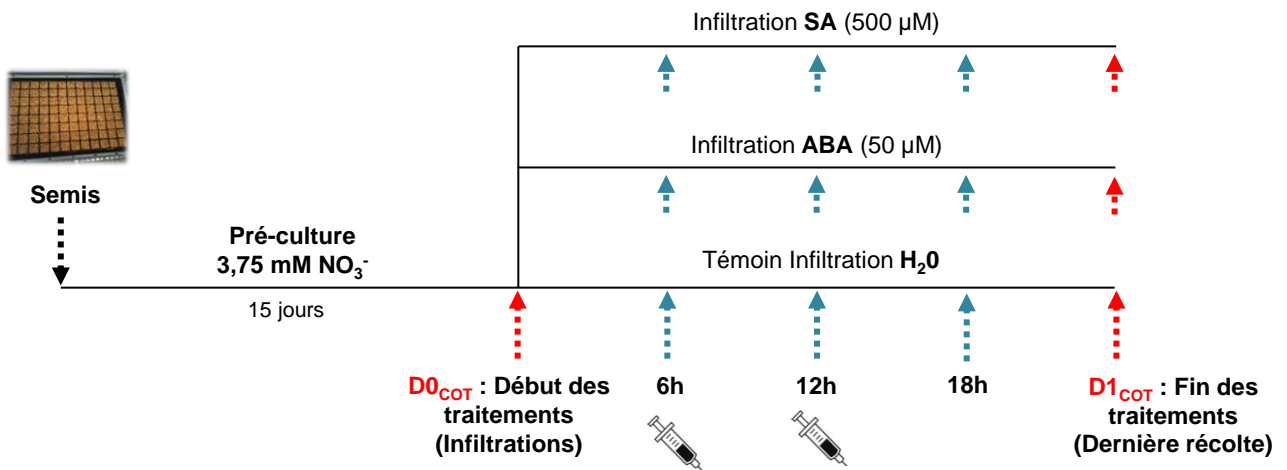 Infiltration SA (500 µM)
Infiltration ABA (50 µM)
Semis
Pré-culture
3,75 mM NO₃⁻
Témoin Infiltration H₂0
15 jours
D0COT : Début des
traitements
(Infiltrations)
6h
12h
18h
D1COT : Fin des
traitements
(Dernière récolte)